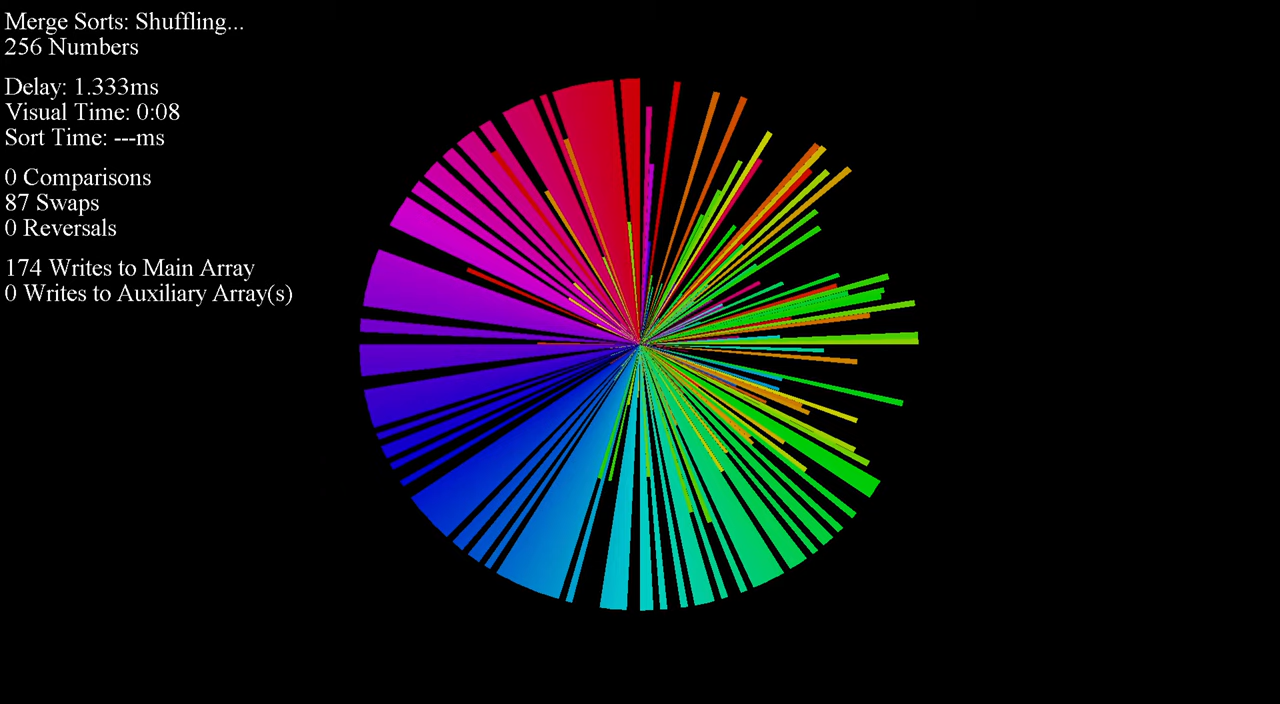 Merge Sorts: Shuffling...
256 Numbers
Delay: 1.333ms
Visual Time: 0:08
Sort Time: ---ms
0 Comparisons
87 Swaps
0 Reversals
174 Writes to Main Array
0 Writes to Auxiliary Array(s)